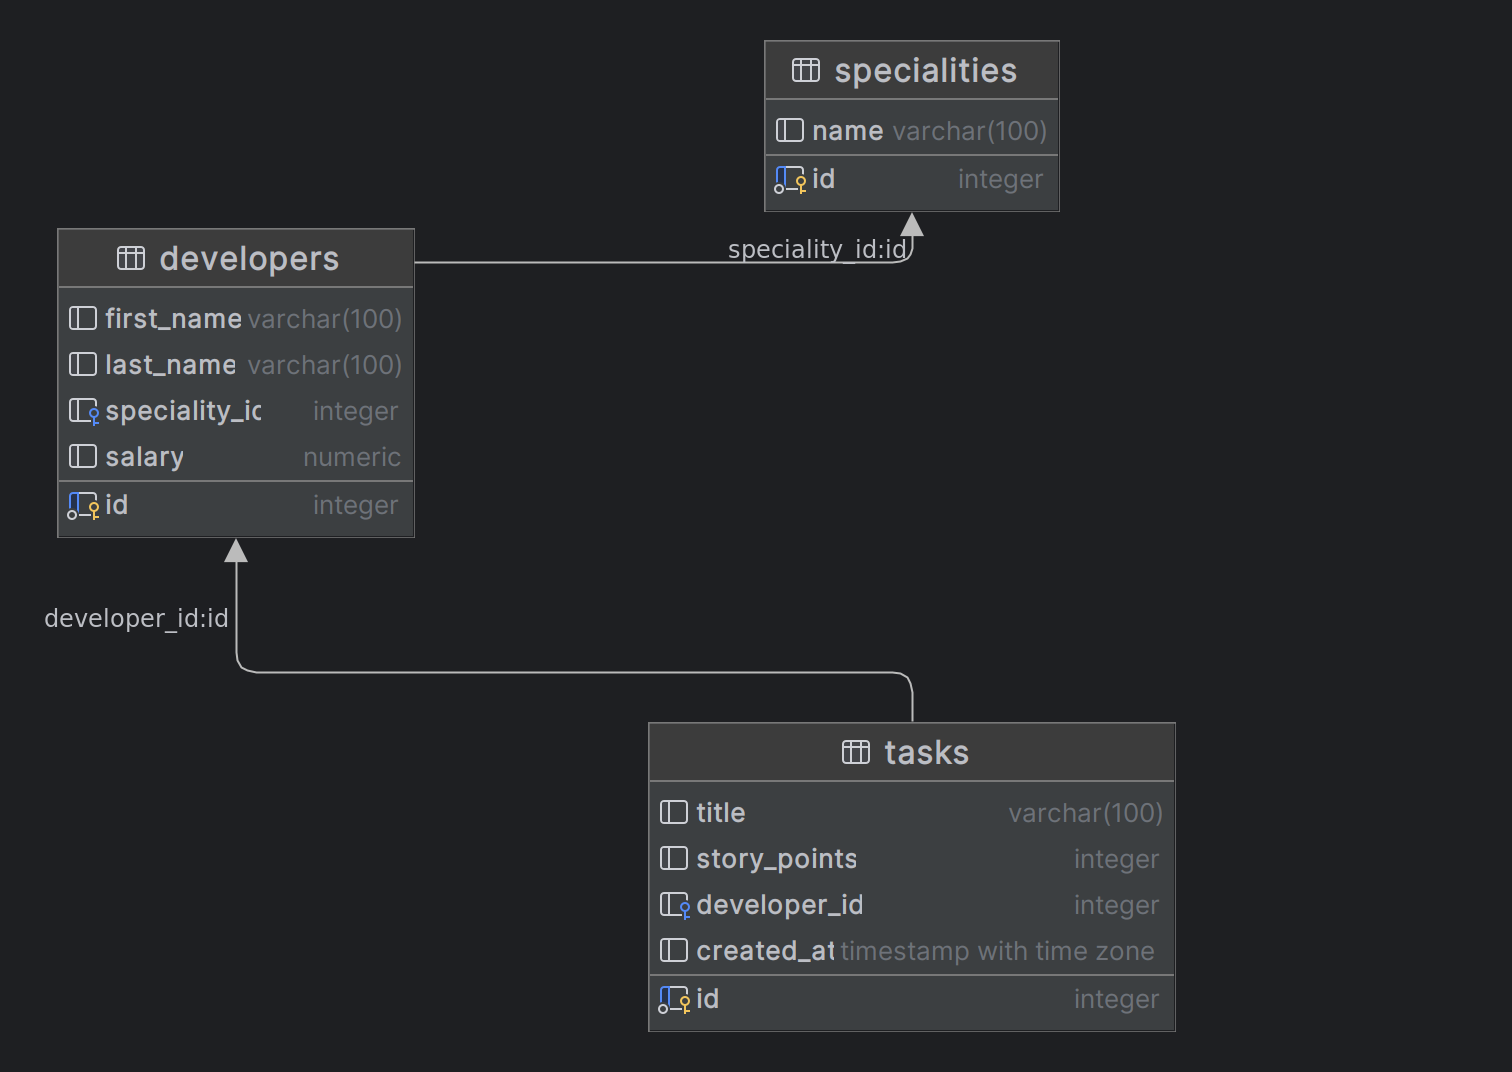 specialities
name varchar(100)
id integer
speciality_id:id
developers
first_name varchar(100)
last_name varchar(100)
speciality_id integer
salary numeric
id integer
developer_id:id
tasks
title varchar(100)
story_points integer
developer_id integer
created_at timestamp with time zone
id integer